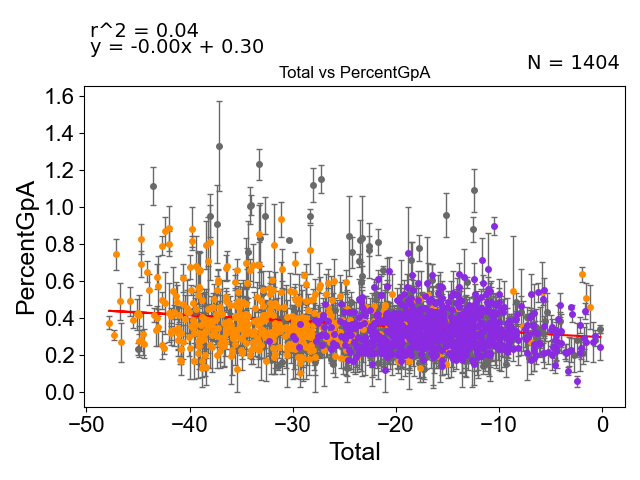 r^2 = 0.04
y = -0.00x + 0.30
N = 1404
Total vs PercentGpA
PercentGpA
1.6
1.4
1.2
1.0
0.8
0.6
0.4
0.2
0.0
−50 −40 −30 −20 −10 0
Total